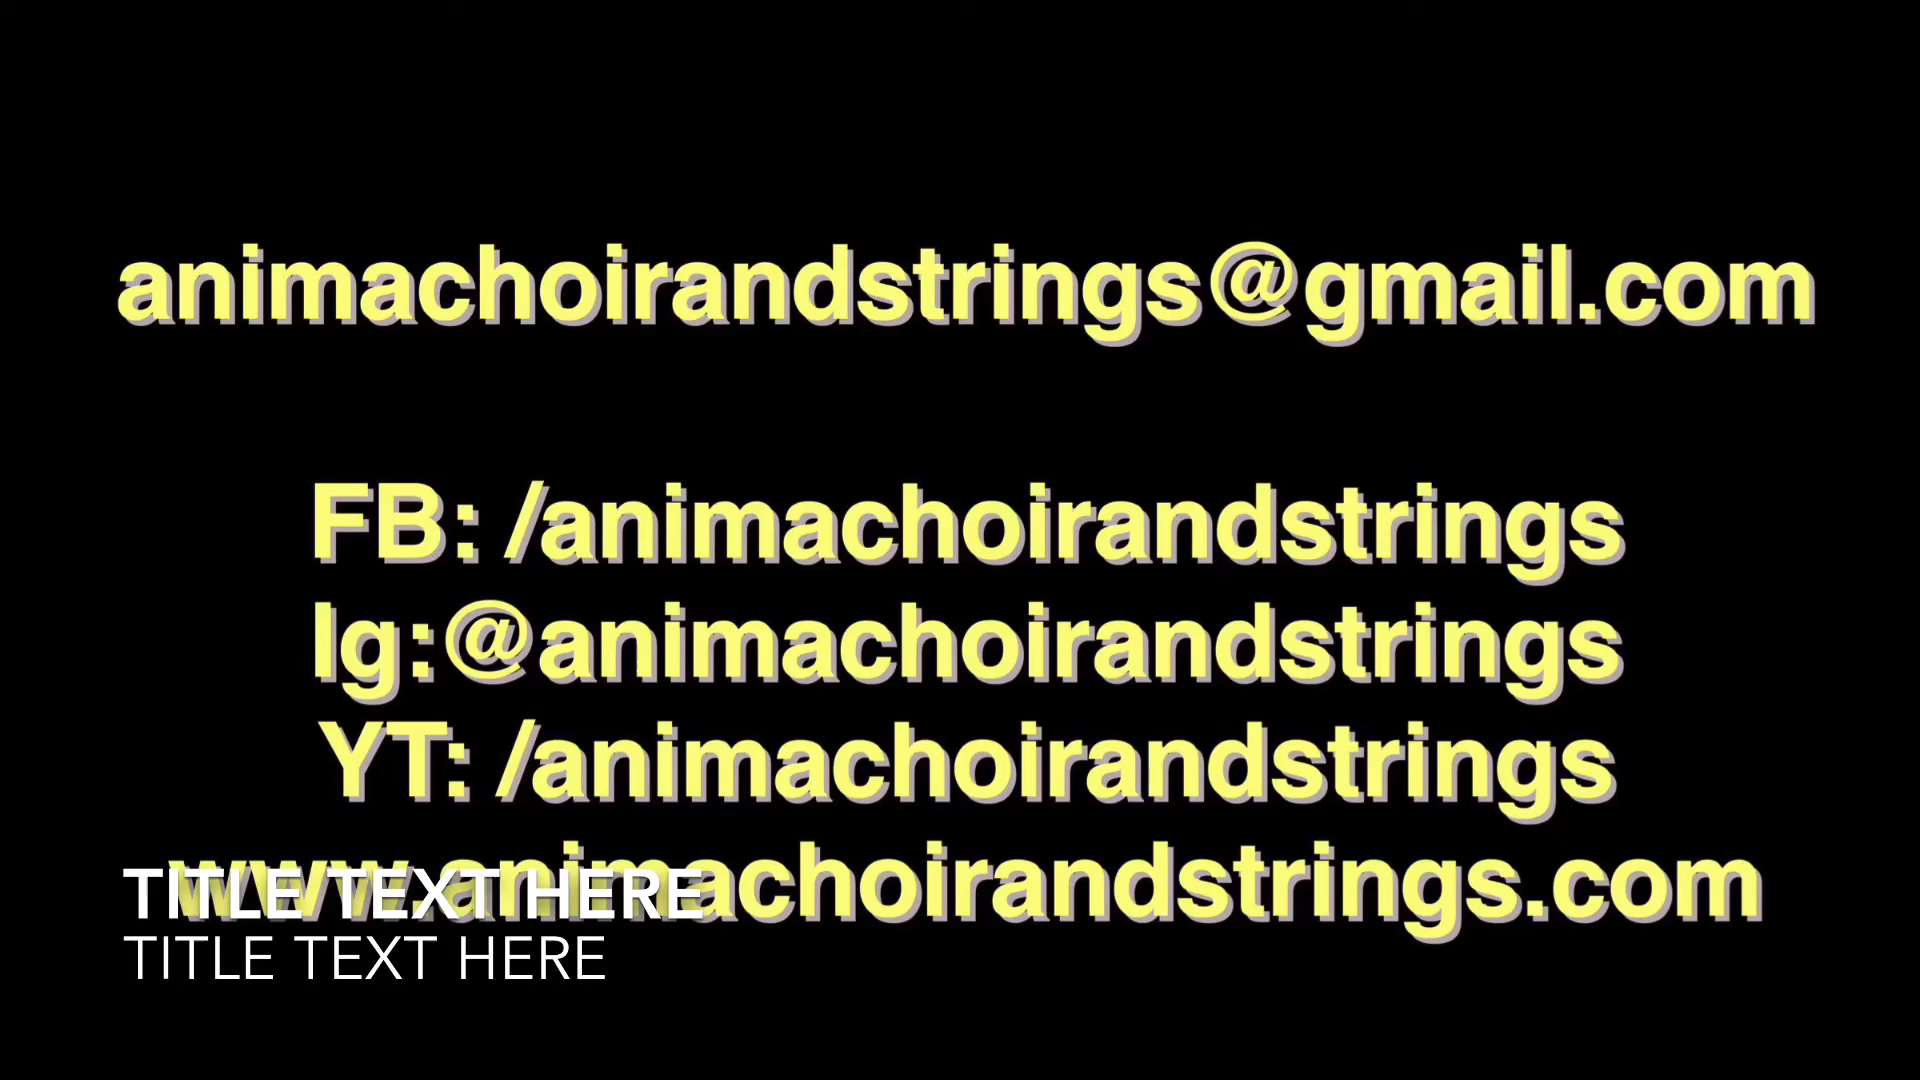 animachoirandstrings@gmail.com
FB: /animachoirandstrings
Ig:@animachoirandstrings
YT: /animachoirandstrings
www.animachoirandstrings.com
TITLE TEXT HERE
TITLE TEXT HERE